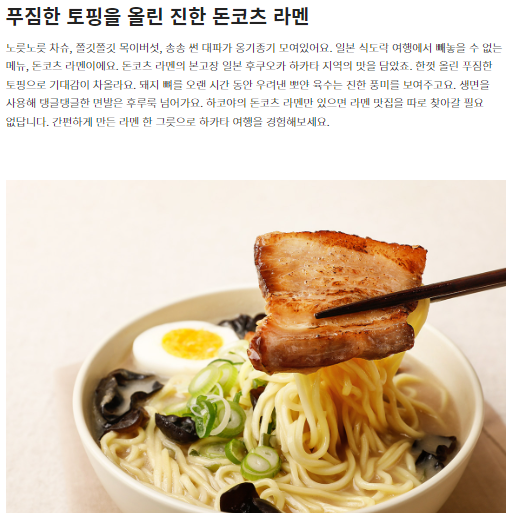 푸짐한 토핑을 올린 진한 돈코츠 라멘
노릇노릇 차슈, 쫄깃쫄깃 목이버섯, 송송 썬 대파가 옹기종기 모여있어요. 일본 식도락 여행에서 빼놓을 수 없는
메뉴, 돈코츠 라멘이에요. 돈코츠 라멘의 본고장 일본 후쿠오카 하카타 지역의 맛을 담았죠. 한껏 올린 푸짐한
토핑으로 기대감이 차올라요. 돼지 뼈를 오랜 시간 동안 우려낸 뽀얀 육수는 진한 풍미를 보여주고요. 생면을
사용해 탱글탱글한 면발은 후루룩 넘어가요. 하코야의 돈코츠 라멘만 있으면 라멘 맛집을 따로 찾아갈 필요
없답니다. 간편하게 만든 라멘 한 그릇으로 하카타 여행을 경험해보세요.